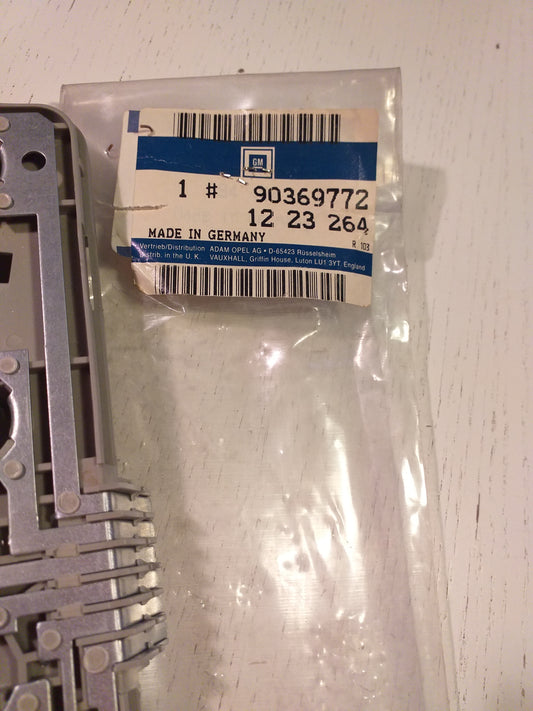 GM
1 # 90369772
12 23 264
MADE IN GERMANY R 103
Vertrieb/Distribution ADAM OPEL AG • D-65423 Rüsselsheim
Distrib. in the U. K. VAUXHALL, Griffin House, Luton LU1 3YT, England